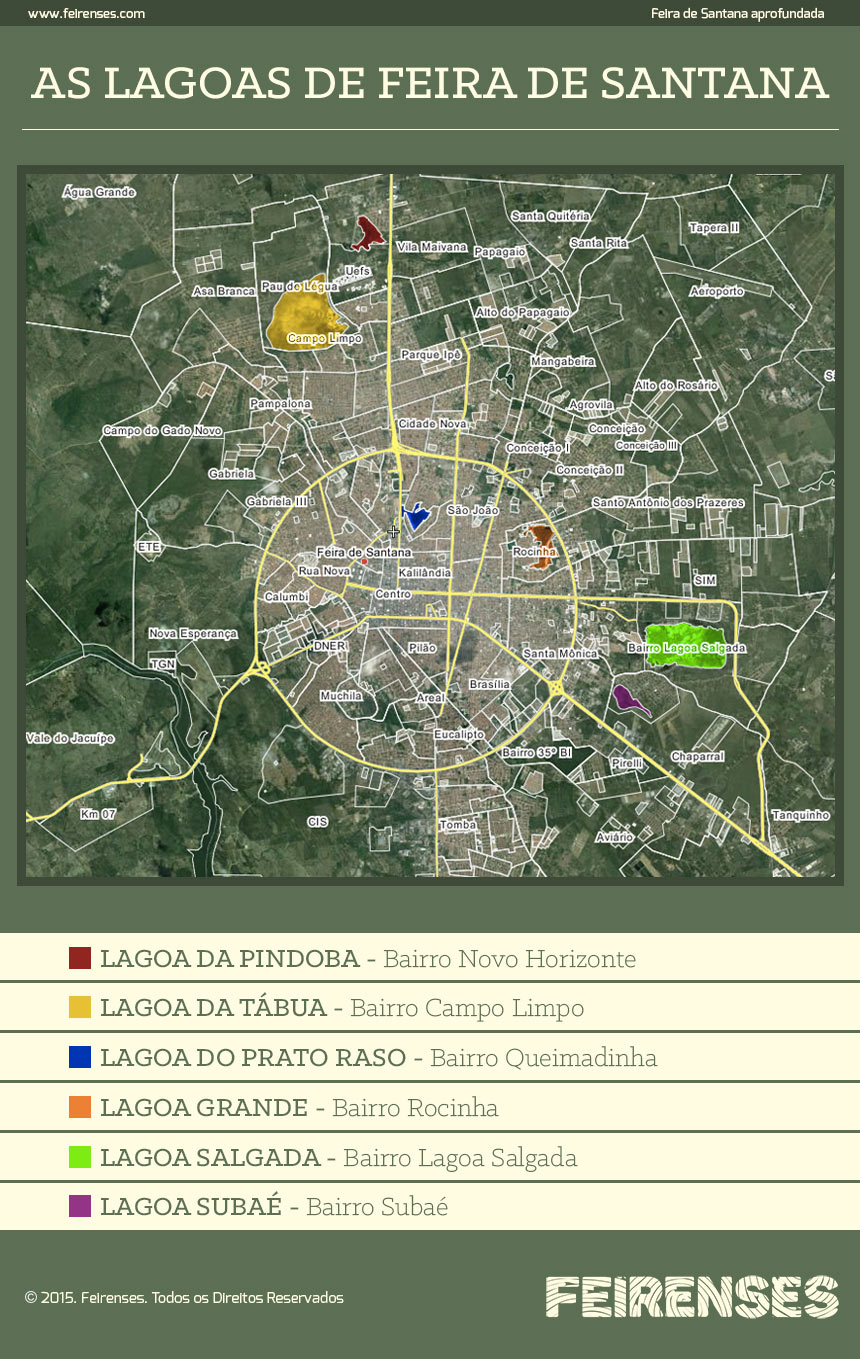 www.feirenses.com
Feira de Santana aprofundada
AS LAGOAS DE FEIRA DE SANTANA
Água Grande
Santa Quitéria
Tapera II
Vila Maivana
Papagaio
Santa Rita
Uefs
Asa Branca
Pau de Légua
Aeroporto
Alto do Papagaio
Campo Limpo
Parque Ipê
Mangabeira
Alto do Rosário
Pampalona
Agrovila
Campo do Gado Novo
Cidade Nova
Conceição
Conceição I
Conceição III
Gabriela
Conceição II
Gabriela III
São João
Santo Antônio dos Prazeres
ETE
Feira de Santana
Rocinha
Rua Nova
Kalilândia
SIM
Calumbi
Centro
Nova Esperança
DNER
Pilão
Santa Mônica
Bairro Lagoa Salgada
TGN
Muchila
Areal
Brasília
Vale do Jacuípe
Eucalipto
Bairro 35º BI
Pirelli
Chaparral
Km 07
CIS
Tomba
Aviário
Tanquinho
LAGOA DA PINDOBA - Bairro Novo Horizonte
LAGOA DA TÁBUA - Bairro Campo Limpo
LAGOA DO PRATO RASO - Bairro Queimadinha
LAGOA GRANDE - Bairro Rocinha
LAGOA SALGADA - Bairro Lagoa Salgada
LAGOA SUBAÉ - Bairro Subaé
© 2015. Feirenses. Todos os Direitos Reservados
FEIRENSES